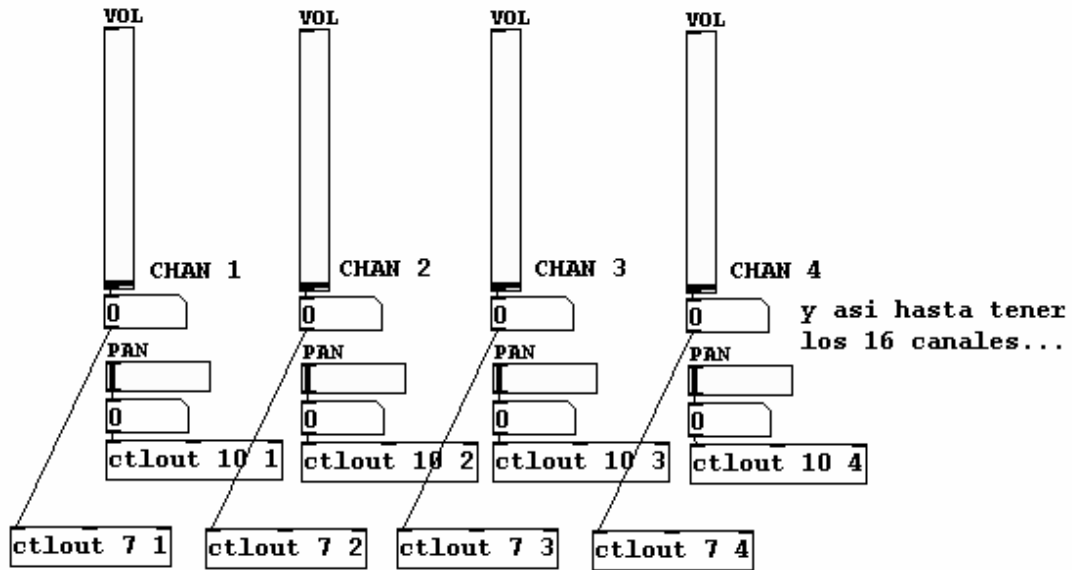 VOL VOL VOL VOL
CHAN 1 CHAN 2 CHAN 3 CHAN 4
0 0 0 0
y asi hasta tener
los 16 canales...
PAN PAN PAN PAN
0 0 0 0
ctlout 10 1 ctlout 10 2 ctlout 10 3 ctlout 10 4
ctlout 7 1 ctlout 7 2 ctlout 7 3 ctlout 7 4